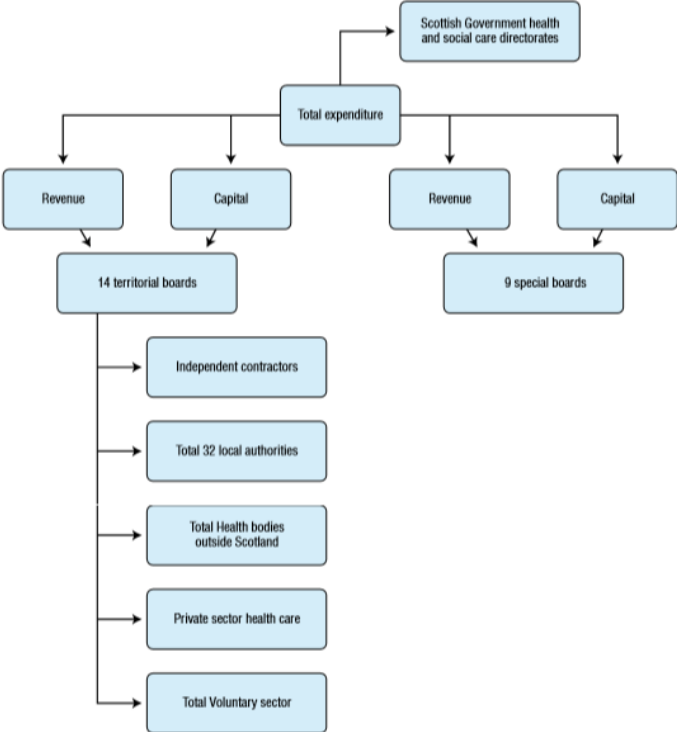 Scottish Government health
and social care directorates
Total expenditure
Revenue
Capital
Revenue
Capital
14 territorial boards
9 special boards
Independent contractors
Total 32 local authorities
Total Health bodies
outside Scotland
Private sector health care
Total Voluntary sector